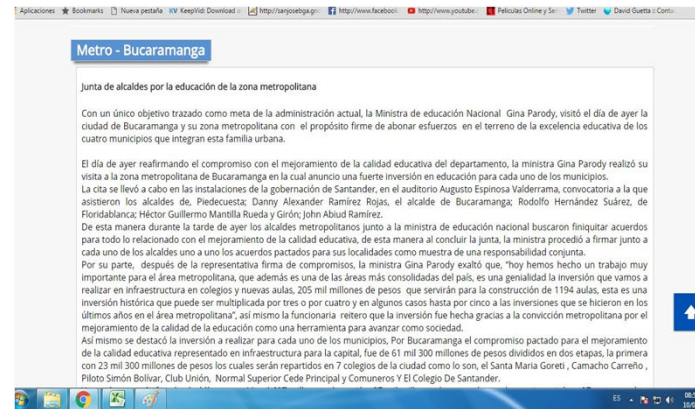 Aplicaciones Bookmarks Nueva pestaña KeepVid: Download http://sanjosebga.go http://www.facebook http://www.youtube. Peliculas Online y Se Twitter David Guetta :: Conta
Metro - Bucaramanga
Junta de alcaldes por la educación de la zona metropolitana
Con un único objetivo trazado como meta de la administración actual, la Ministra de educación Nacional Gina Parody, visitó el día de ayer la
ciudad de Bucaramanga y su zona metropolitana con el propósito firme de abonar esfuerzos en el terreno de la excelencia educativa de los
cuatro municipios que integran esta familia urbana.
El día de ayer reafirmando el compromiso con el mejoramiento de la calidad educativa del departamento, la ministra Gina Parody realizó su
visita a la zona metropolitana de Bucaramanga en la cual anuncio una fuerte inversión en educación para cada uno de los municipios.
La cita se llevó a cabo en las instalaciones de la gobernación de Santander, en el auditorio Augusto Espinosa Valderrama, convocatoria a la que
asistieron los alcaldes de, Piedecuesta; Danny Alexander Ramírez Rojas, el alcalde de Bucaramanga; Rodolfo Hernández Suárez, de
Floridablanca; Héctor Guillermo Mantilla Rueda y Girón; John Abiud Ramírez.
De esta manera durante la tarde de ayer los alcaldes metropolitanos junto a la ministra de educación nacional buscaron finiquitar acuerdos
para todo lo relacionado con el mejoramiento de la calidad educativa, de esta manera al concluir la junta, la ministra procedió a firmar junto a
cada uno de los alcaldes uno a uno los acuerdos pactados para sus localidades como muestra de una responsabilidad conjunta.
Por su parte, después de la representativa firma de compromisos, la ministra Gina Parody exaltó que, "hoy hemos hecho un trabajo muy
importante para el área metropolitana, que además es una de las áreas más consolidadas del país, es una genialidad la inversión que vamos a
realizar en infraestructura en colegios y nuevas aulas, 205 mil millones de pesos que servirán para la construcción de 1194 aulas, esta es una
inversión histórica que puede ser multiplicada por tres o por cuatro y en algunos casos hasta por cinco a las inversiones que se hicieron en los
últimos años en el área metropolitana", así mismo la funcionaria reitero que la inversión fue hecha gracias a la convicción metropolitana por el
mejoramiento de la calidad de la educación como una herramienta para avanzar como sociedad.
Así mismo se destacó la inversión a realizar para cada uno de los municipios, Por Bucaramanga el compromiso pactado para el mejoramiento
de la calidad educativa representado en infraestructura para la capital, fue de 61 mil 300 millones de pesos divididos en dos etapas, la primera
con 23 mil 300 millones de pesos los cuales serán repartidos en 7 colegios de la ciudad como lo son, el Santa Maria Goreti , Camacho Carreño ,
Piloto Simón Bolívar, Club Unión, Normal Superior Cede Principal y Comuneros Y El Colegio De Santander.
ES